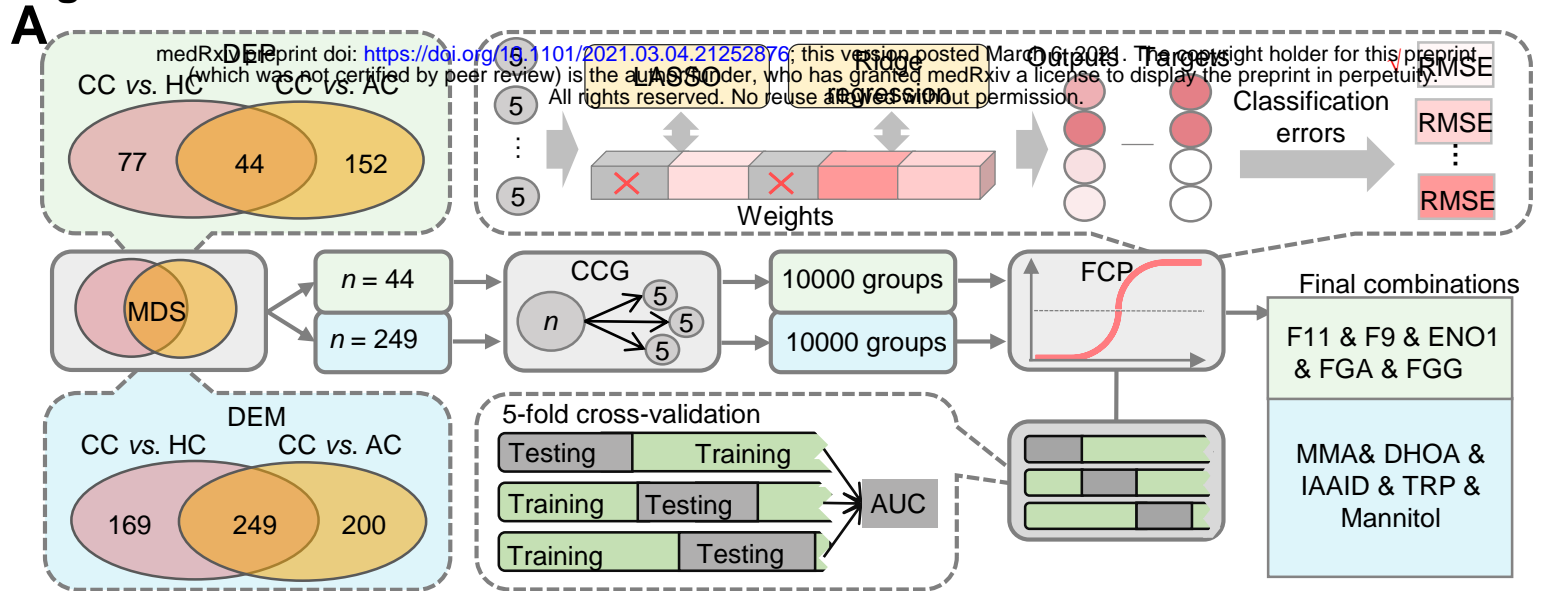 A
medRxiv preprint doi: https://doi.org/10.1101/2021.03.04.21252876; this version posted March 6, 2021. The copyright holder for this preprint
(which was not certified by peer review) is the author/funder, who has granted medRxiv a license to display the preprint in perpetuity.
All rights reserved. No reuse allowed without permission.
DEP
CC vs. HC
CC vs. AC
77
44
152
5
5
⋮
5
LASSO
Ridge
regression
Weights
Outputs
Targets
Classification
errors
√
RMSE
RMSE
⋮
RMSE
MDS
n = 44
n = 249
CCG
n
5
5
5
10000 groups
10000 groups
FCP
Final combinations
F11 & F9 & ENO1
& FGA & FGG
MMA& DHOA &
IAAID & TRP &
Mannitol
DEM
CC vs. HC
CC vs. AC
169
249
200
5-fold cross-validation
Testing
Training
Training
Testing
Training
Testing
AUC